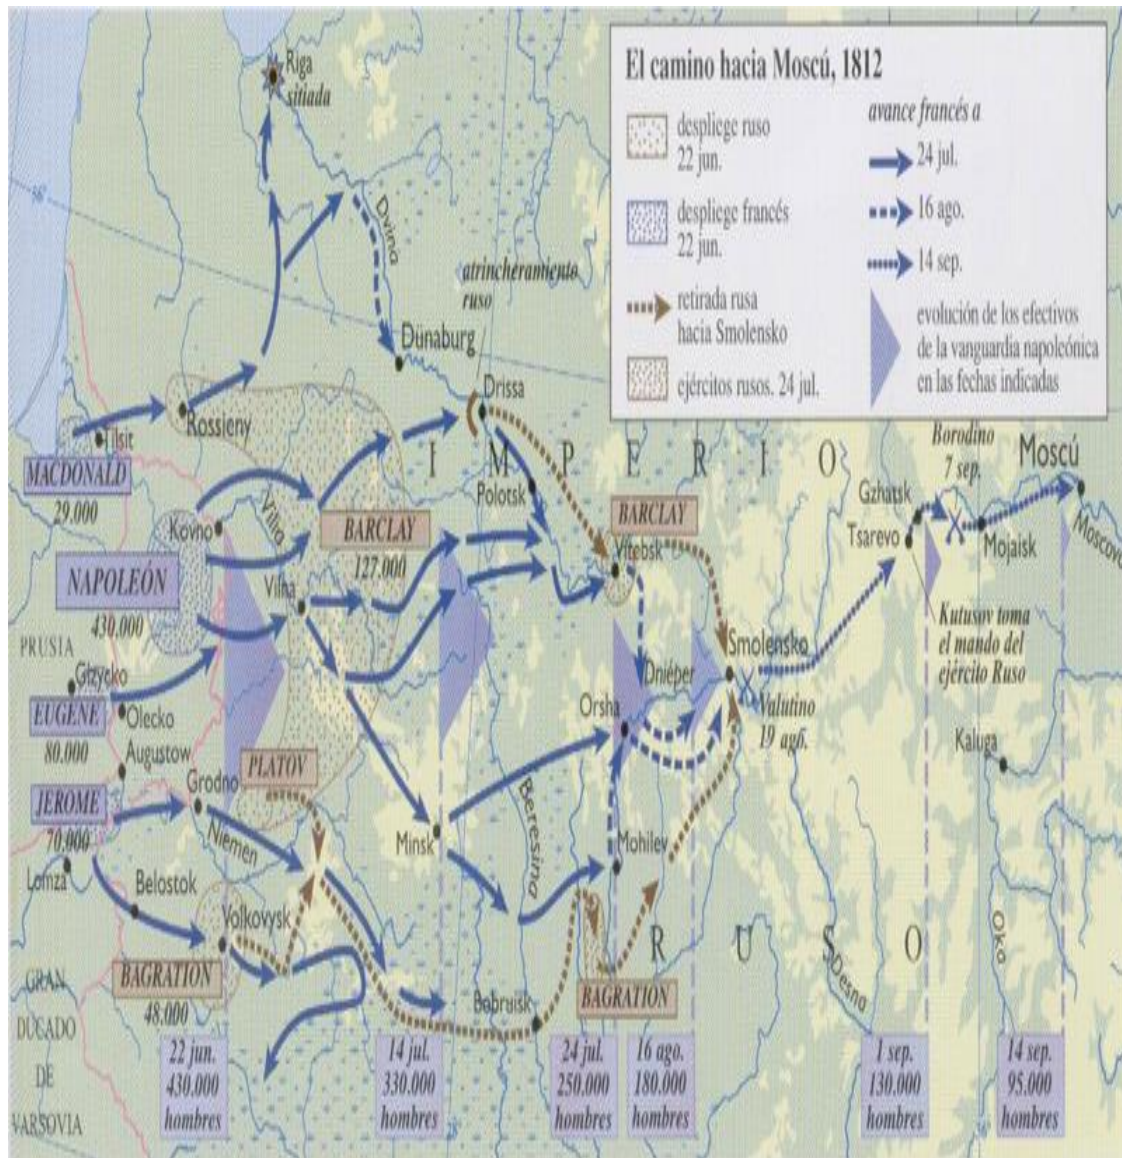 El camino hacia Moscú, 1812
despliege ruso
22 jun.
despliege francés
22 jun.
retirada rusa
hacia Smolensko
ejércitos rusos. 24 jul.
avance francés a
24 jul.
16 ago.
14 sep.
evolución de los efectivos
de la vanguardia napoleónica
en las fechas indicadas
Riga
sitiada
56°
Dvina
atrincheramiento
ruso
Dünaburg
Drissa
Rossieny
Tilsit
MACDONALD
29.000
I M P E R I O
Borodino
7 sep.
Moscú
Gzhatsk
Tsarevo
Mojaisk
Moscova
Polotsk
Kovno
Vilna
BARCLAY
127.000
BARCLAY
Vitebsk
NAPOLEÓN
430.000
Vilna
PRUSIA
Gizycko
EUGÈNE
80.000
Olecko
Augustow
Smolensko
Dniéper
Kutusov toma
el mando del
ejército Ruso
Orsha
Valutino
19 ago.
Kaluga
PLATOV
Grodno
JEROME
70.000
Niemen
Minsk
Beresina
Mohilev
Lomza
Belostok
Volkovysk
R U S O
Oka
Desna
BAGRATION
48.000
Bobruisk
BAGRATION
GRAN
DUCADO
DE
VARSOVIA
22 jun.
430.000
hombres
14 jul.
330.000
hombres
24 jul.
250.000
hombres
16 ago.
180.000
hombres
1 sep.
130.000
hombres
14 sep.
95.000
hombres